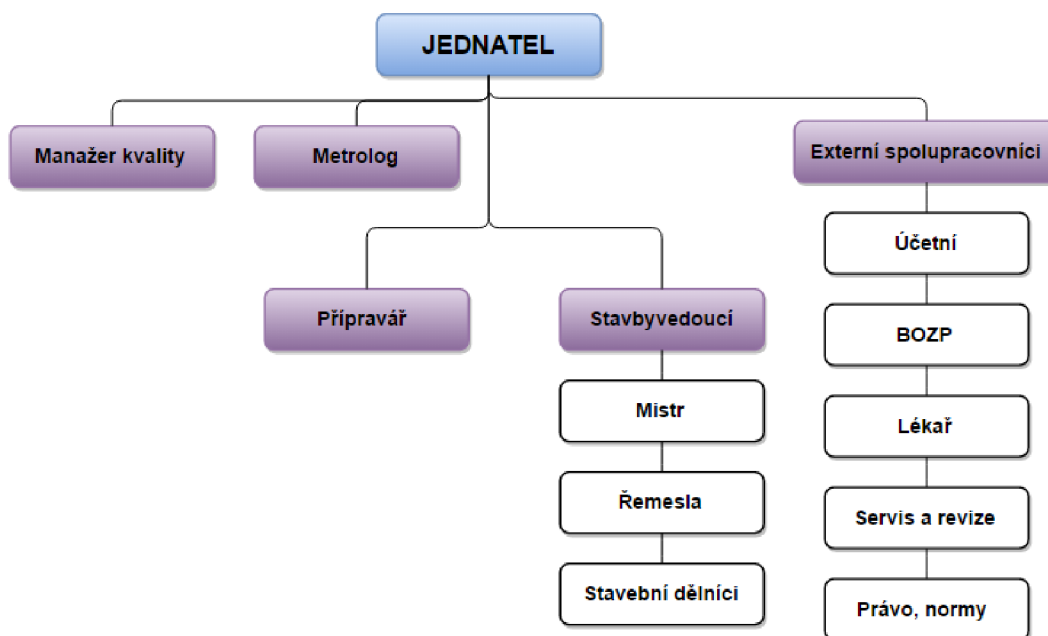 JEDNATEL
Manažer kvality
Metrolog
Externí spolupracovníci
Účetní
Přípravář
Stavbyvedoucí
BOZP
Mistr
Lékař
Řemesla
Servis a revize
Stavební dělníci
Právo, normy